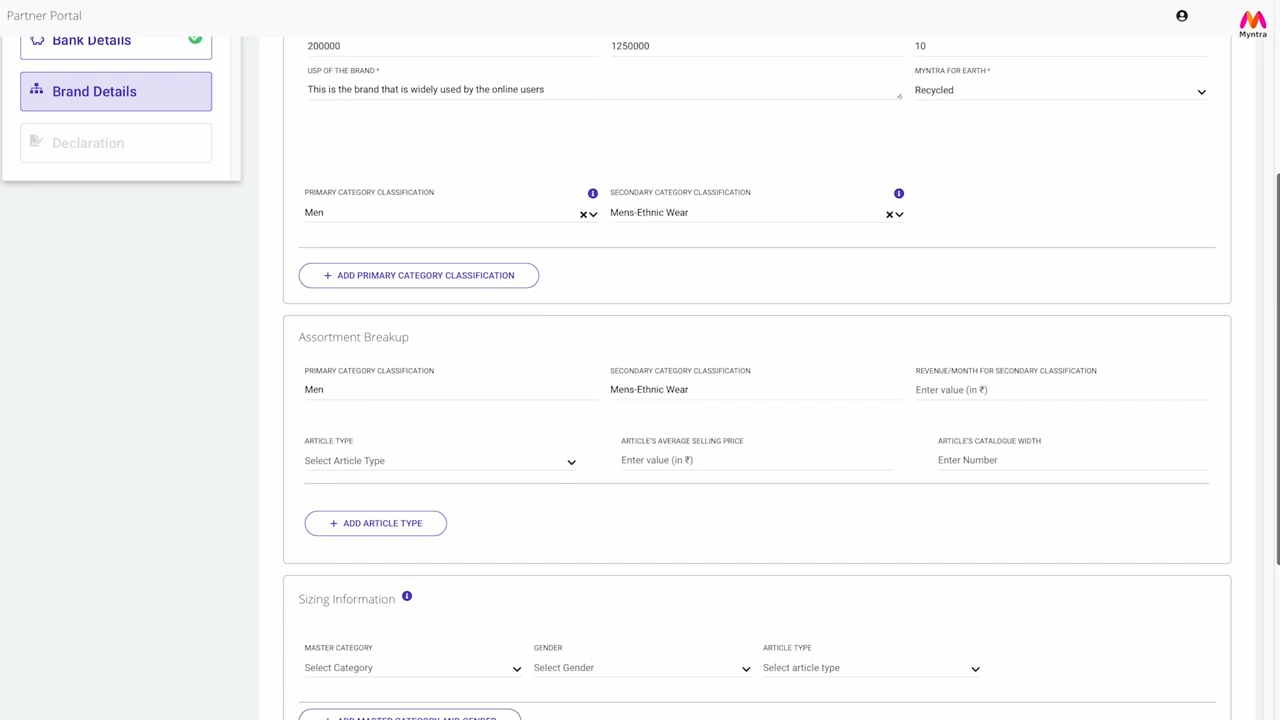 Partner Portal
Myntra
Bank Details
Brand Details
Declaration
200000 1250000 10
USP OF THE BRAND * MYNTRA FOR EARTH *
This is the brand that is widely used by the online users Recycled
PRIMARY CATEGORY CLASSIFICATION SECONDARY CATEGORY CLASSIFICATION
Men Mens-Ethnic Wear
+ ADD PRIMARY CATEGORY CLASSIFICATION
Assortment Breakup
PRIMARY CATEGORY CLASSIFICATION SECONDARY CATEGORY CLASSIFICATION REVENUE/MONTH FOR SECONDARY CLASSIFICATION
Men Mens-Ethnic Wear Enter value (in ₹)
ARTICLE TYPE ARTICLE'S AVERAGE SELLING PRICE ARTICLE'S CATALOGUE WIDTH
Select Article Type Enter value (in ₹) Enter Number
+ ADD ARTICLE TYPE
Sizing Information
MASTER CATEGORY GENDER ARTICLE TYPE
Select Category Select Gender Select article type
+ ADD MASTER CATEGORY AND GENDER